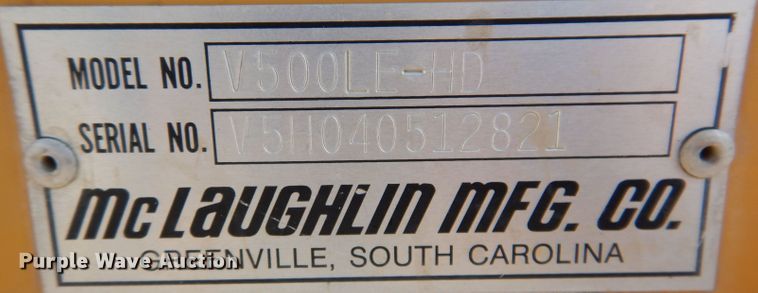 MODEL NO. V500LE-HD
SERIAL NO. V5H040512821
McLAUGHLIN MFG. CO.
GREENVILLE, SOUTH CAROLINA
Purple Wave Auction